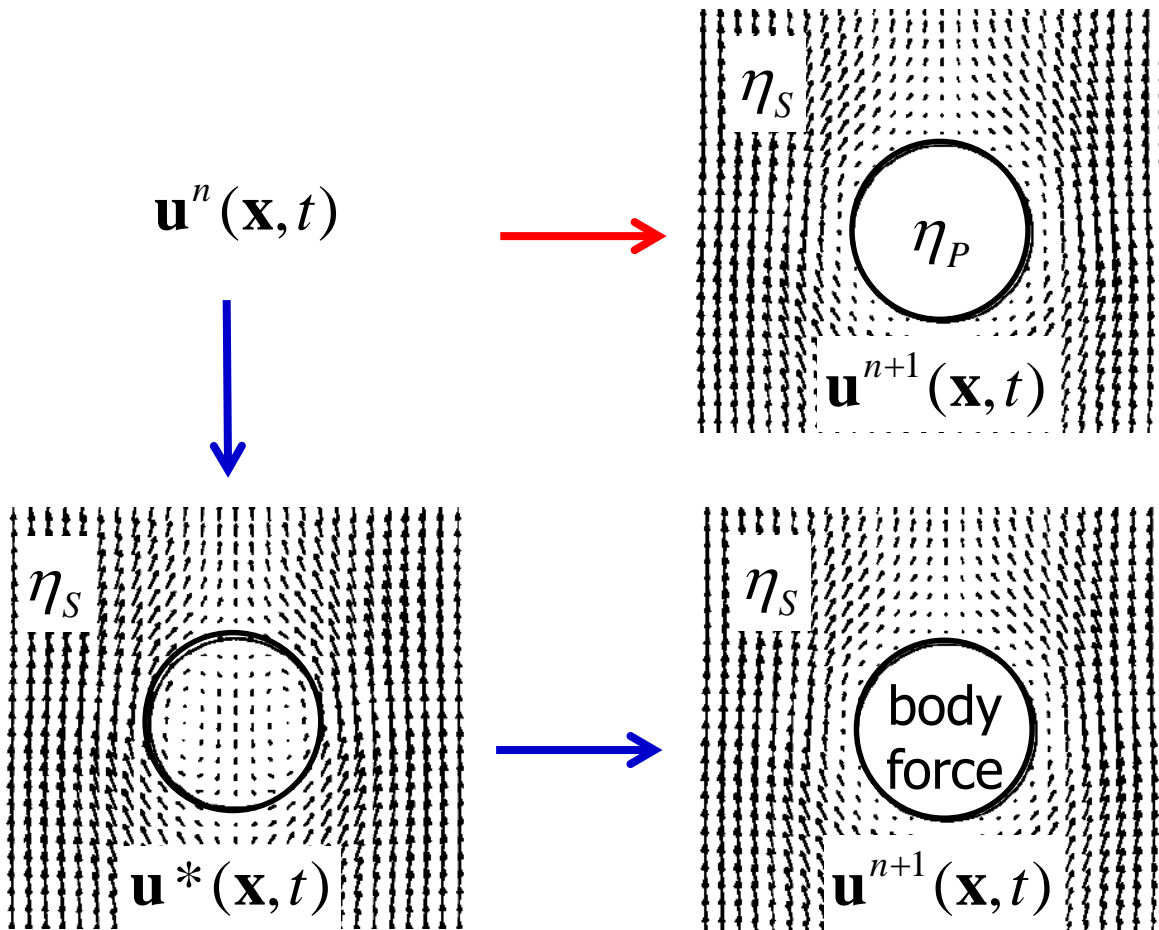 η_S
η_P
𝐮^n(𝐱, t)
𝐮^{n+1}(𝐱, t)
η_S
𝐮*(𝐱, t)
η_S
body
force
𝐮^{n+1}(𝐱, t)